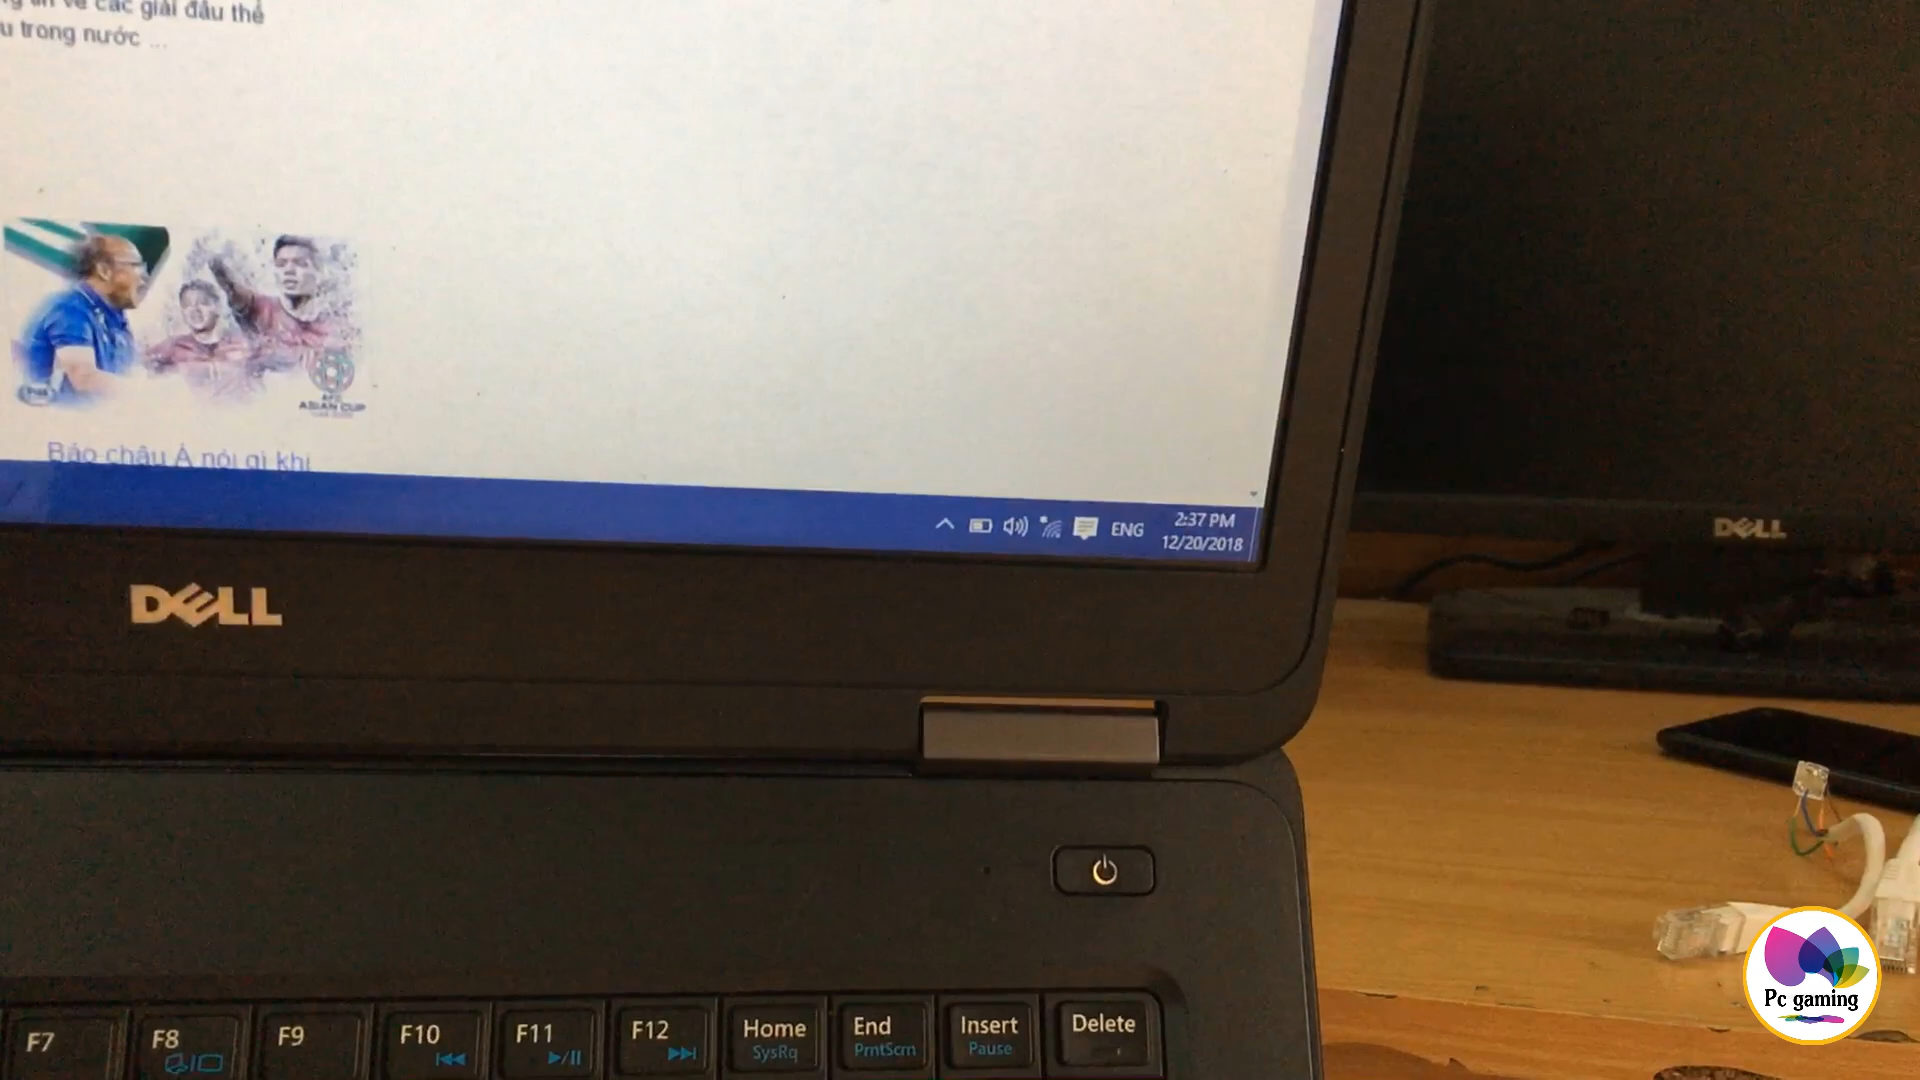 về các giải đấu thể
u trong nước ...
ASIAN CUP
Báo châu Á nói gì khi
ENG
2:37 PM
12/20/2018
DELL
DELL
F7
F8
F9
F10
F11
F12
Home
SysRq
End
PrntScrn
Insert
Pause
Delete
Pc gaming